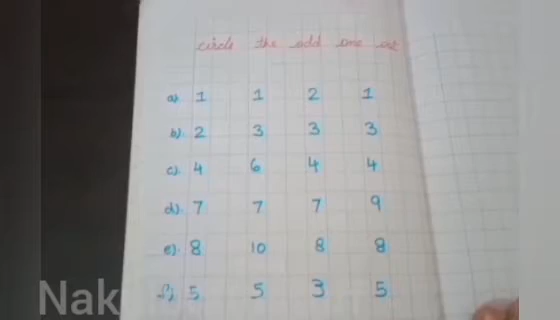 circle the odd one out
a) 1 1 2 1
b) 2 3 3 3
c) 4 6 4 4
d) 7 7 7 9
e) 8 10 8 8
f) 5 5 3 5
Nak